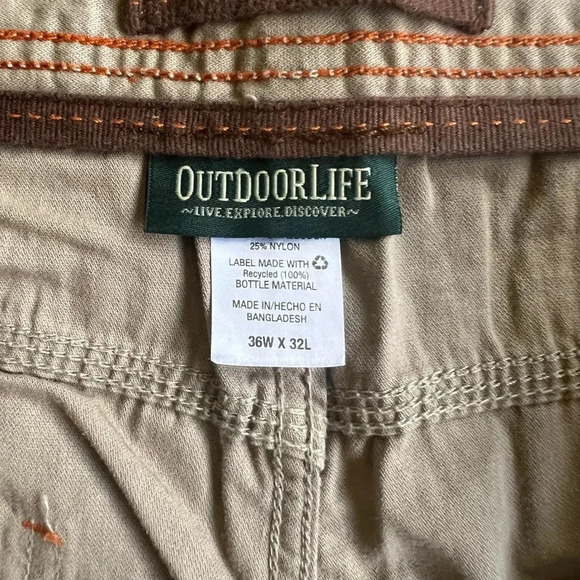 OUTDOORLIFE
~LIVE.EXPLORE.DISCOVER~
25% NYLON
LABEL MADE WITH
Recycled (100%)
BOTTLE MATERIAL
MADE IN/HECHO EN
BANGLADESH
36W X 32L